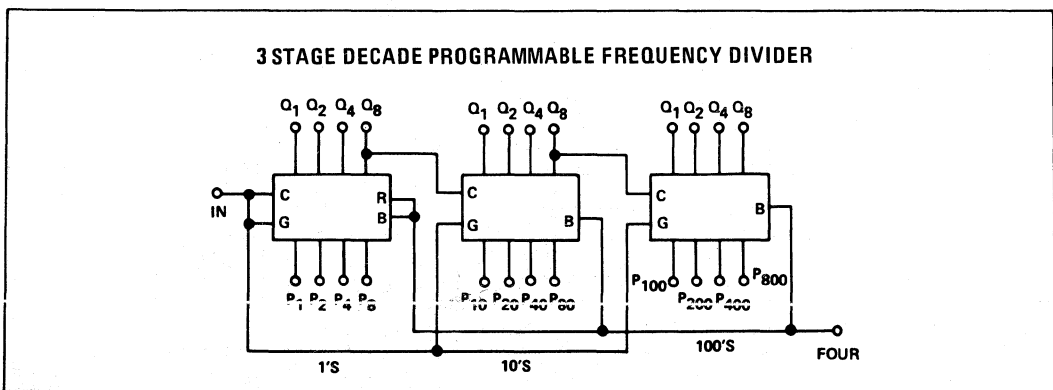 3 STAGE DECADE PROGRAMMABLE FREQUENCY DIVIDER
Q1 Q2 Q4 Q8 Q1 Q2 Q4 Q8 Q1 Q2 Q4 Q8
C R C C
IN G B G B G B
P1 P2 P4 P8 P10 P20 P40 P80 P100 P200 P400 P800
1'S 10'S 100'S FOUR